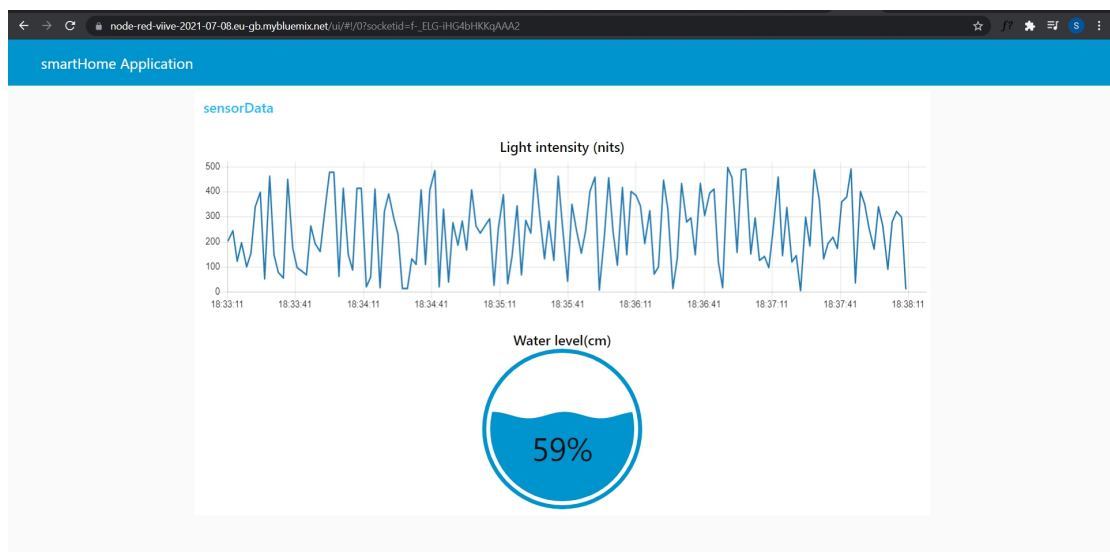 node-red-viive-2021-07-08.eu-gb.mybluemix.net/ui/#!/0?socketid=f-_ELG-iHG4bHKKqAAA2
f?
S
smartHome Application
sensorData
Light intensity (nits)
500
400
300
200
100
0
18:33:11 18:33:41 18:34:11 18:34:41 18:35:11 18:35:41 18:36:11 18:36:41 18:37:11 18:37:41 18:38:11
Water level(cm)
59%